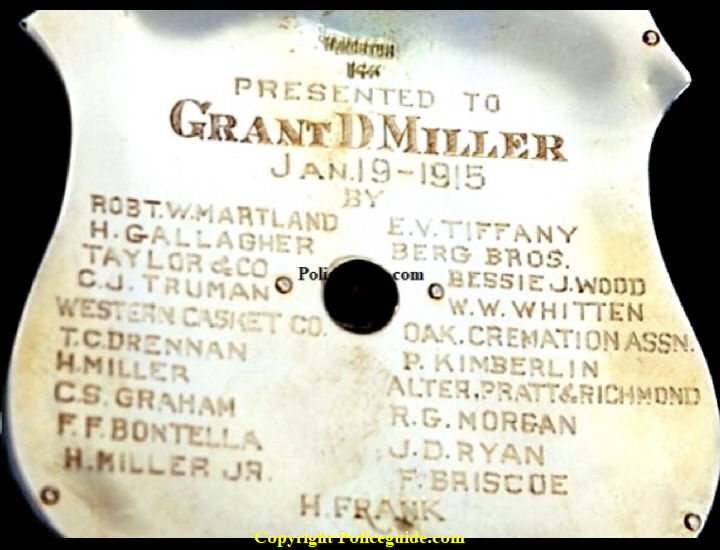 14K
PRESENTED TO
GRANT D MILLER
JAN. 19-1915
BY
ROBT. W. MARTLAND
H. GALLAGHER
TAYLOR & CO
C. J. TRUMAN
WESTERN CASKET CO.
T. C. DRENNAN
H. MILLER
C. S. GRAHAM
F. F. BONTELLA
H. MILLER JR.
E. V. TIFFANY
BERG BROS.
BESSIE J. WOOD
W. W. WHITTEN
OAK. CREMATION ASSN.
P. KIMBERLIN
ALTER, PRATT & RICHMOND
R. G. MORGAN
J. D. RYAN
F. BRISCOE
H. FRANK
Copyright Policeguide.com